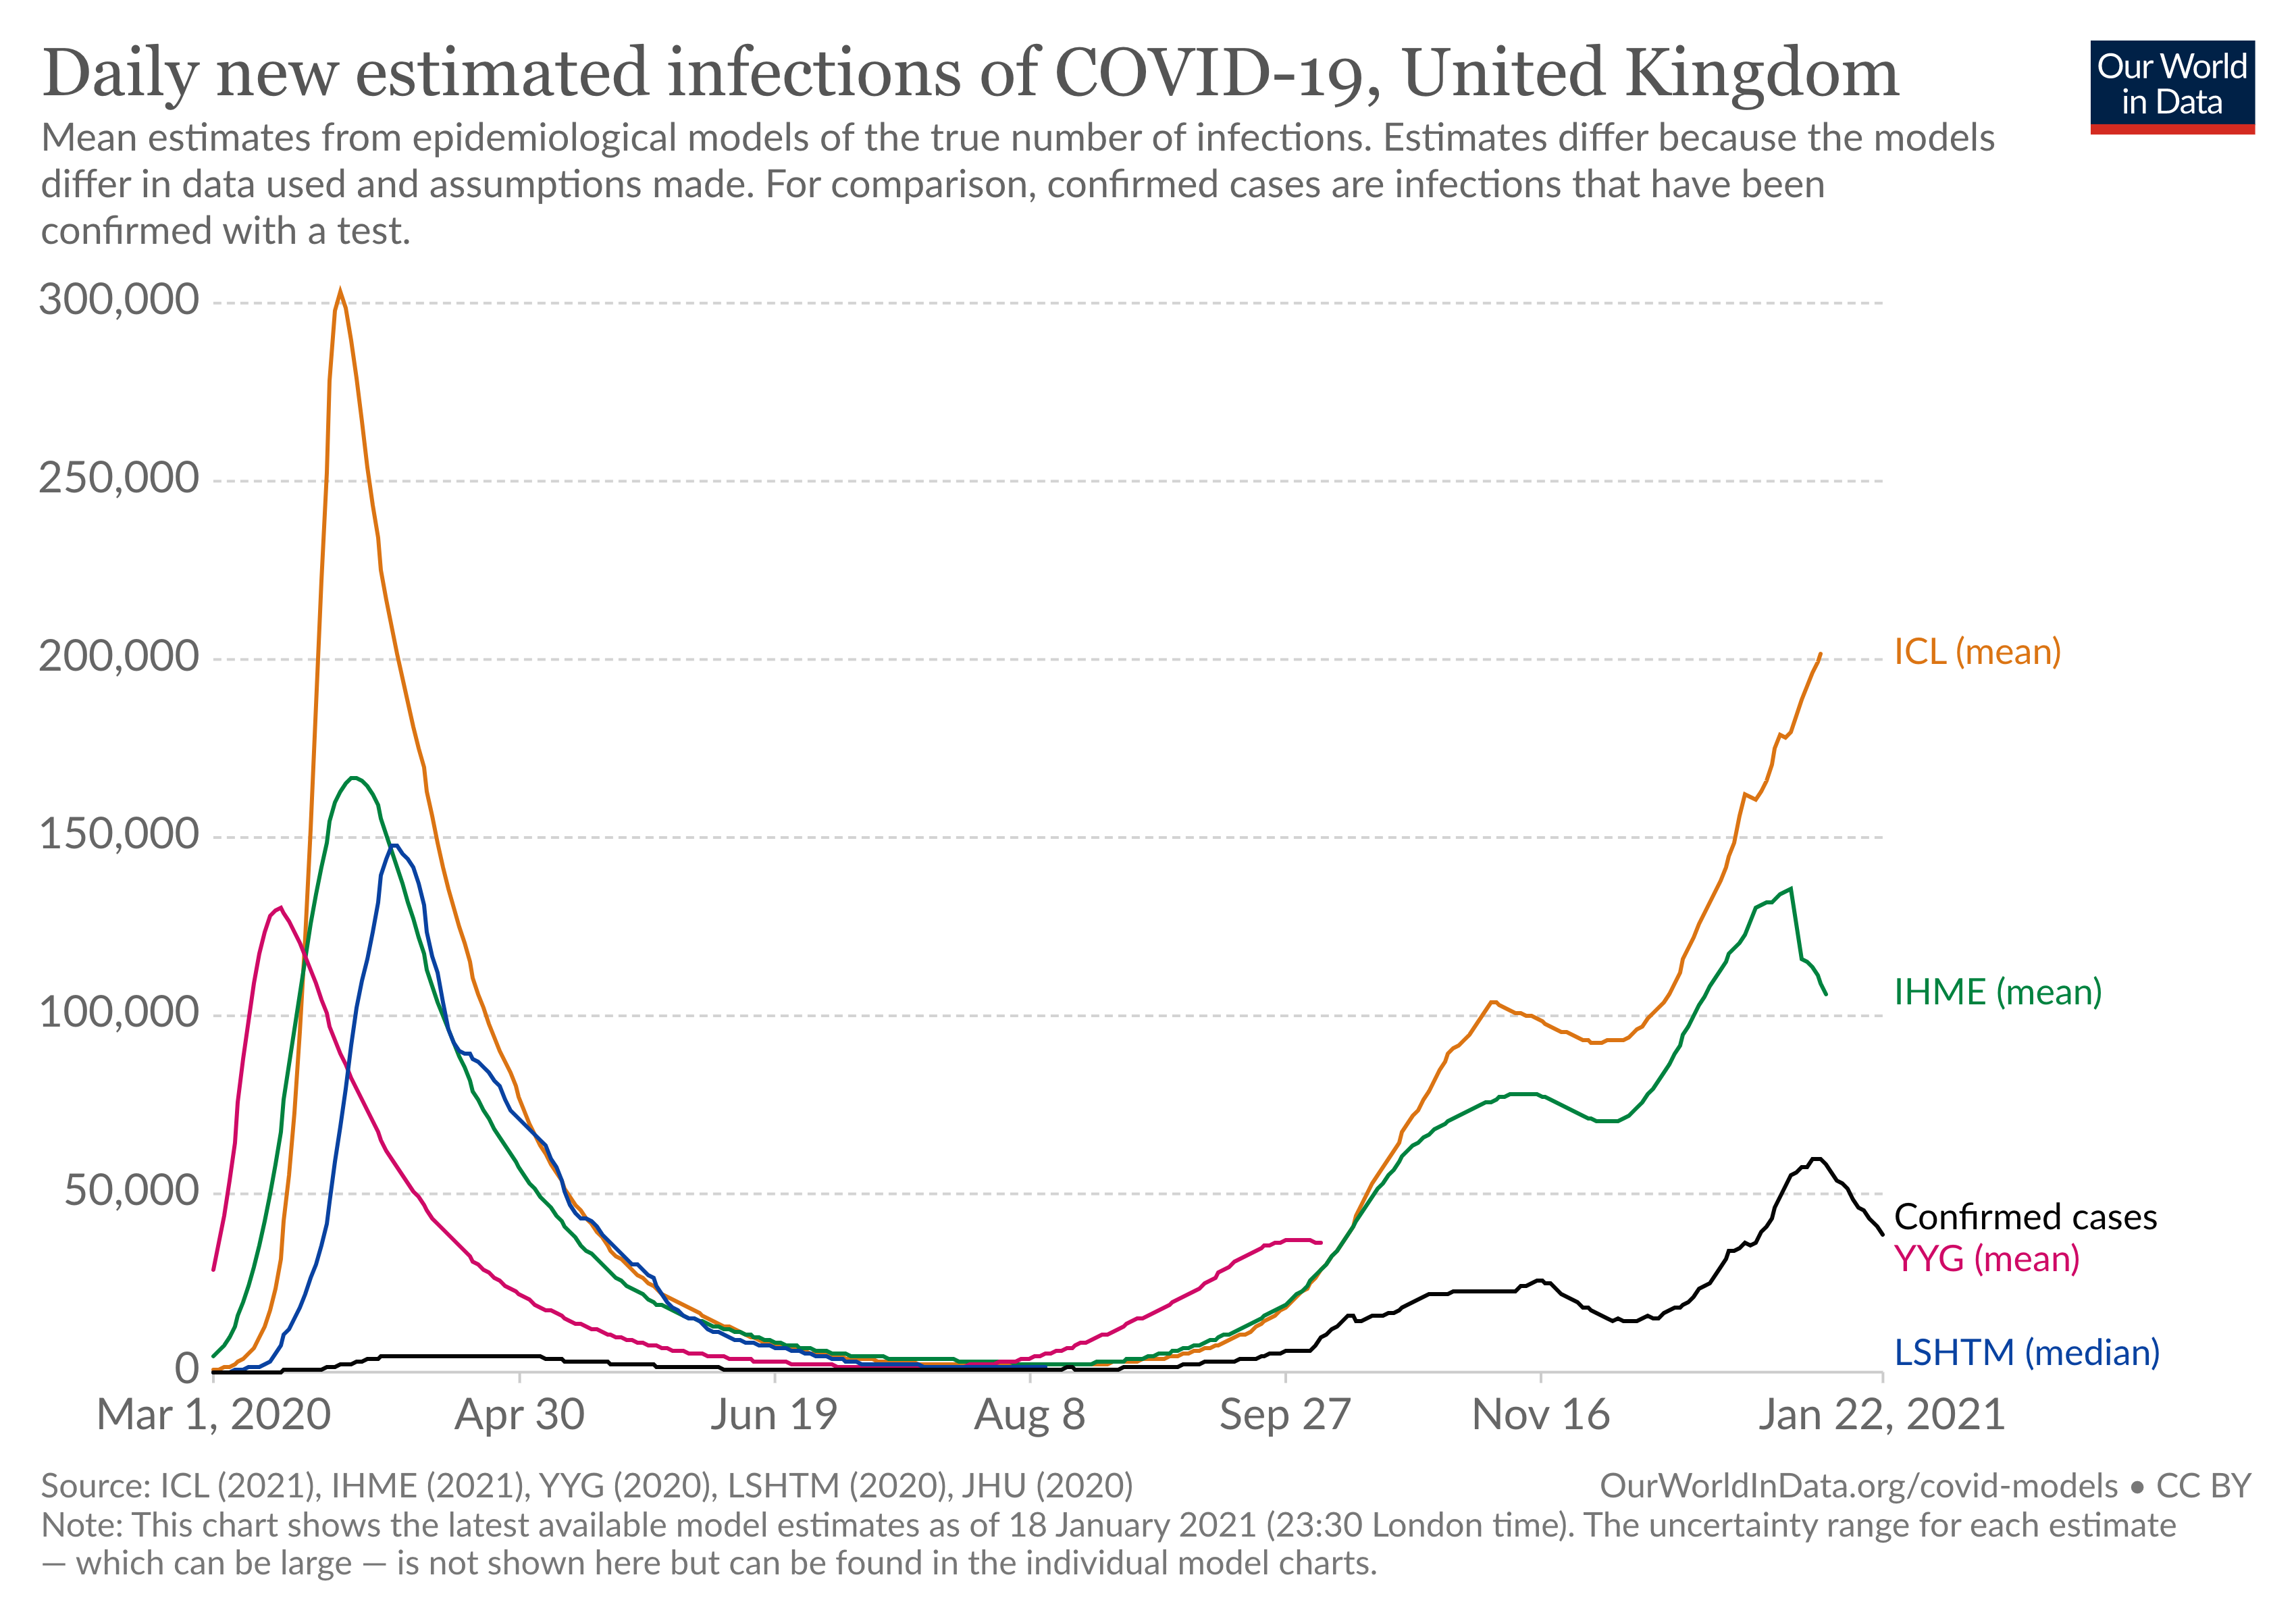 Daily new estimated infections of COVID-19, United Kingdom
Our World
in Data
Mean estimates from epidemiological models of the true number of infections. Estimates differ because the models
differ in data used and assumptions made. For comparison, confirmed cases are infections that have been
confirmed with a test.
300,000
250,000
200,000
150,000
100,000
50,000
0
ICL (mean)
IHME (mean)
Confirmed cases
YYG (mean)
LSHTM (median)
Mar 1, 2020
Apr 30
Jun 19
Aug 8
Sep 27
Nov 16
Jan 22, 2021
Source: ICL (2021), IHME (2021), YYG (2020), LSHTM (2020), JHU (2020)
OurWorldInData.org/covid-models • CC BY
Note: This chart shows the latest available model estimates as of 18 January 2021 (23:30 London time). The uncertainty range for each estimate
— which can be large — is not shown here but can be found in the individual model charts.